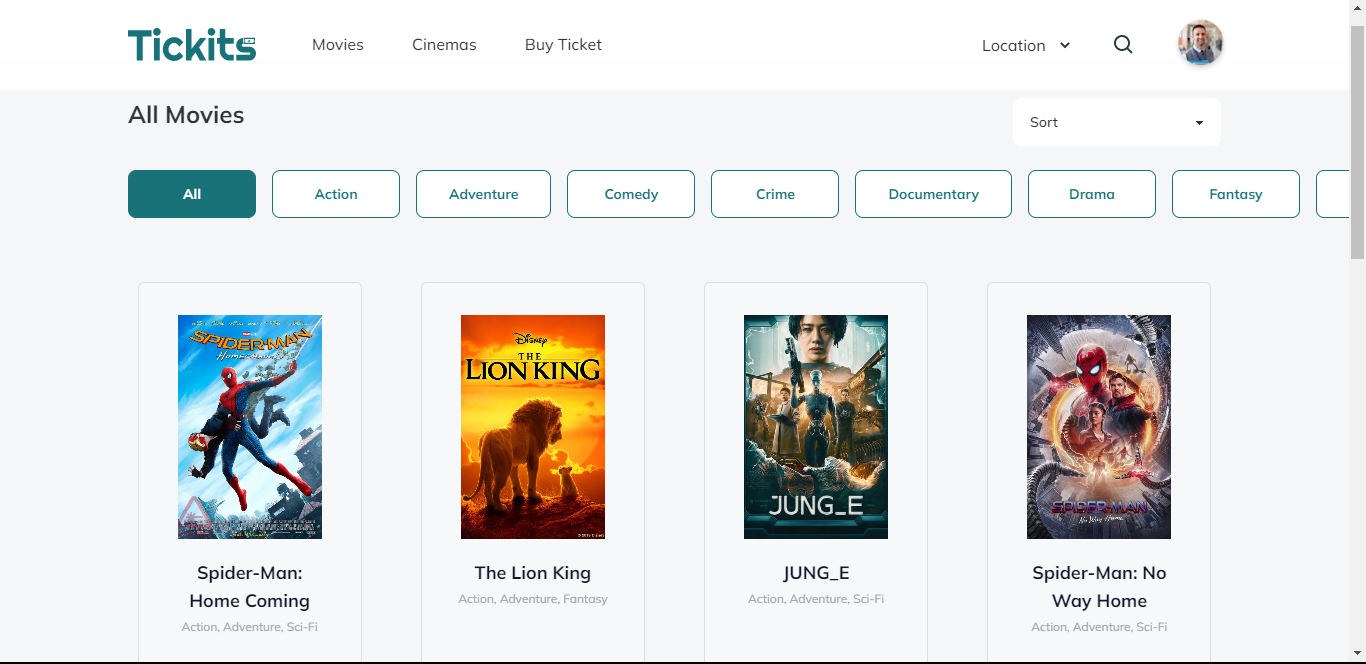 Tickits
Movies
Cinemas
Buy Ticket
Location
All Movies
Sort
All
Action
Adventure
Comedy
Crime
Documentary
Drama
Fantasy
SPIDER-MAN
HOMECOMING
Disney
THE
LION KING
JUNG_E
SPIDER-MAN
No Way Home
Spider-Man:
Home Coming
Action, Adventure, Sci-Fi
The Lion King
Action, Adventure, Fantasy
JUNG_E
Action, Adventure, Sci-Fi
Spider-Man: No
Way Home
Action, Adventure, Sci-Fi